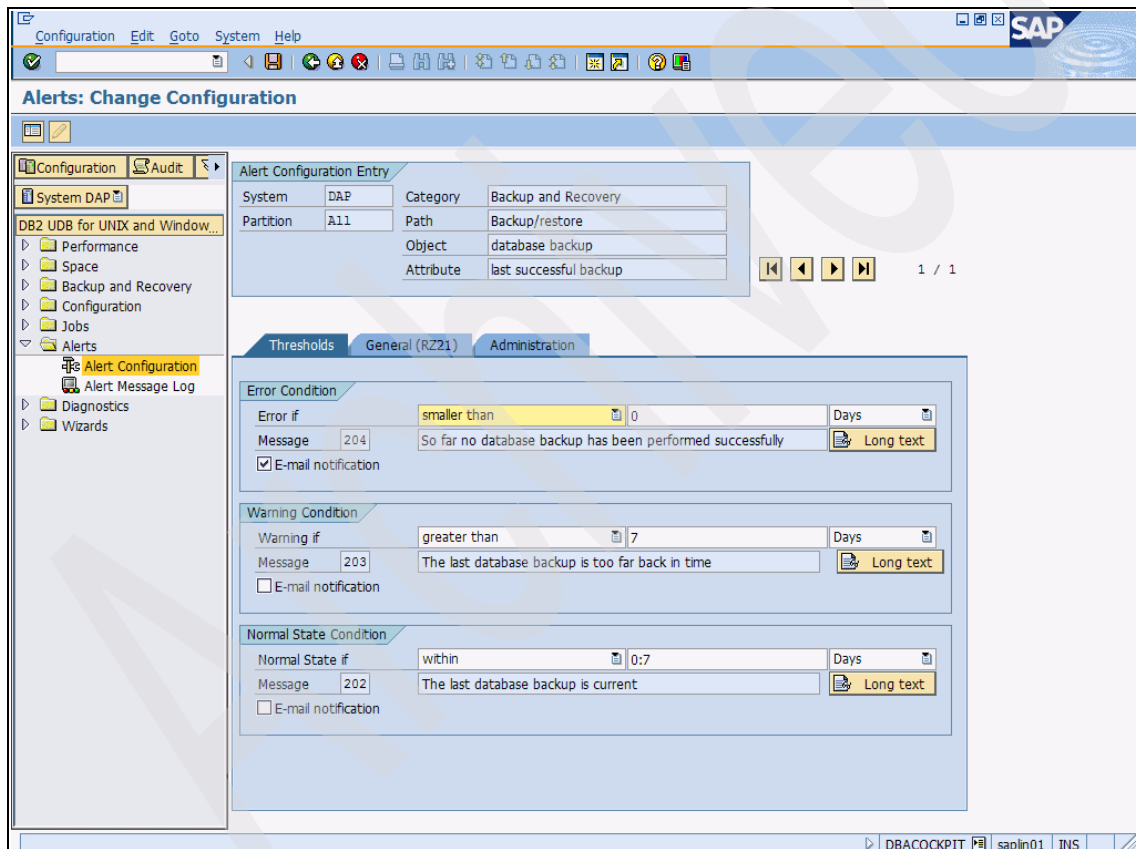 Configuration Edit Goto System Help
SAP
Alerts: Change Configuration
Configuration Audit
System DAP
DB2 UDB for UNIX and Window...
Performance
Space
Backup and Recovery
Configuration
Jobs
Alerts
Alert Configuration
Alert Message Log
Diagnostics
Wizards
Alert Configuration Entry
System DAP Category Backup and Recovery
Partition All Path Backup/restore
Object database backup
Attribute last successful backup
1 / 1
Thresholds General (RZ21) Administration
Error Condition
Error if smaller than 0 Days
Message 204 So far no database backup has been performed successfully Long text
E-mail notification
Warning Condition
Warning if greater than 7 Days
Message 203 The last database backup is too far back in time Long text
E-mail notification
Normal State Condition
Normal State if within 0:7 Days
Message 202 The last database backup is current Long text
E-mail notification
DBACOCKPIT saplin01 INS